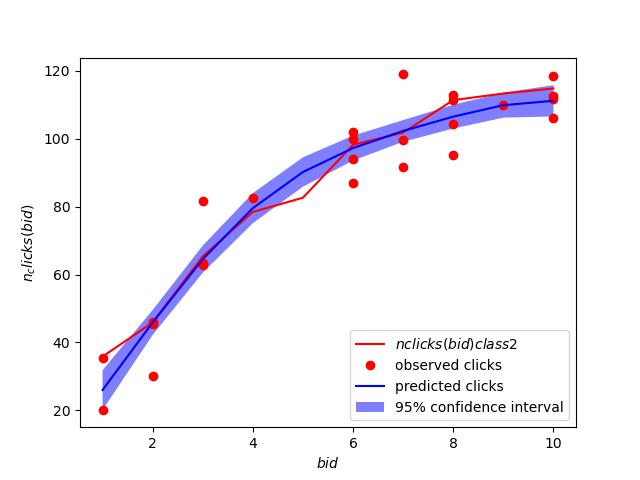 120
100
80
60
40
20
n_clicks(bid)
2
4
6
8
10
bid
nclicks(bid)class2
observed clicks
predicted clicks
95% confidence interval